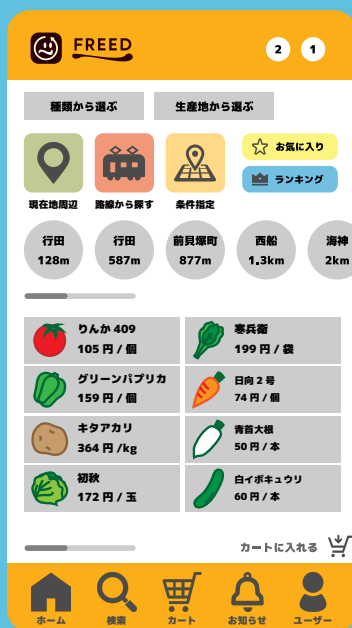 FREED
2 1
種類から選ぶ 生産地から選ぶ
お気に入り
ランキング
現在地周辺 路線から探す 条件指定
行田 行田 前貝塚町 西船 海神
128m 587m 877m 1.3km 2km
りんか 409 寒兵衛
105 円 / 個 199 円 / 袋
グリーンパプリカ 日向 2 号
159 円 / 個 74 円 / 個
キタアカリ 青首大根
364 円 /kg 50 円 / 本
初秋 白イボキュウリ
172 円 / 玉 60 円 / 本
カートに入れる
ホーム 検索 カート お知らせ ユーザー